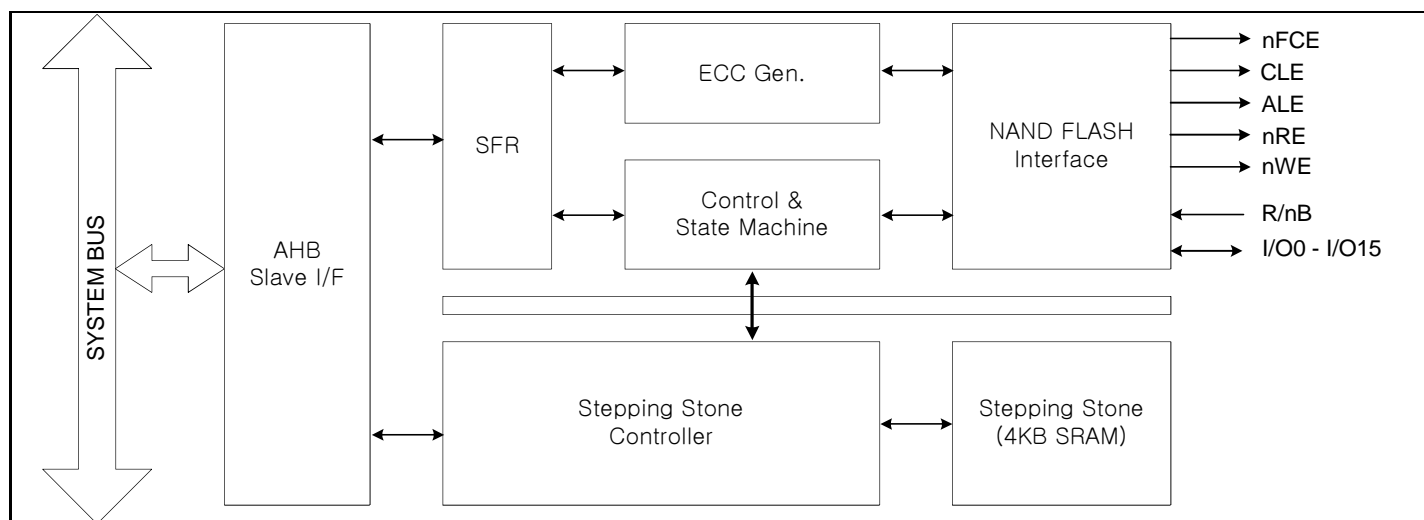 SYSTEM BUS
AHB
Slave I/F
SFR
ECC Gen.
Control &
State Machine
NAND FLASH
Interface
nFCE
CLE
ALE
nRE
nWE
R/nB
I/O0 - I/O15
Stepping Stone
Controller
Stepping Stone
(4KB SRAM)